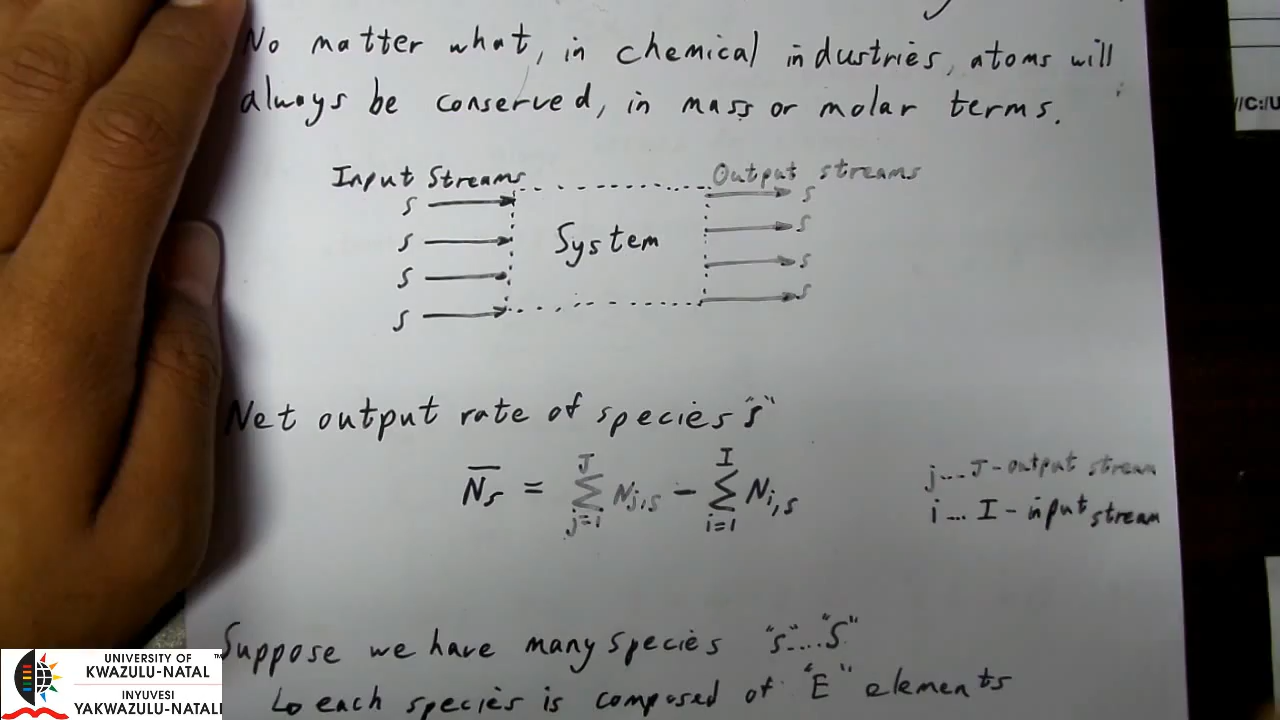 No matter what, in chemical industries, atoms will
always be conserved, in mass or molar terms.
Input Streams Output streams
s s
s System s
s s
s s
Net output rate of species "s"
N̄s = Σ_{j=1}^{J} Nj,s − Σ_{i=1}^{I} Ni,s
j...J - output stream
i... I - input stream
Suppose we have many species "s"...."S"
↳ each species is composed of "E" elements
//C:/U
UNIVERSITY OF
KWAZULU-NATAL
INYUVESI
YAKWAZULU-NATALI